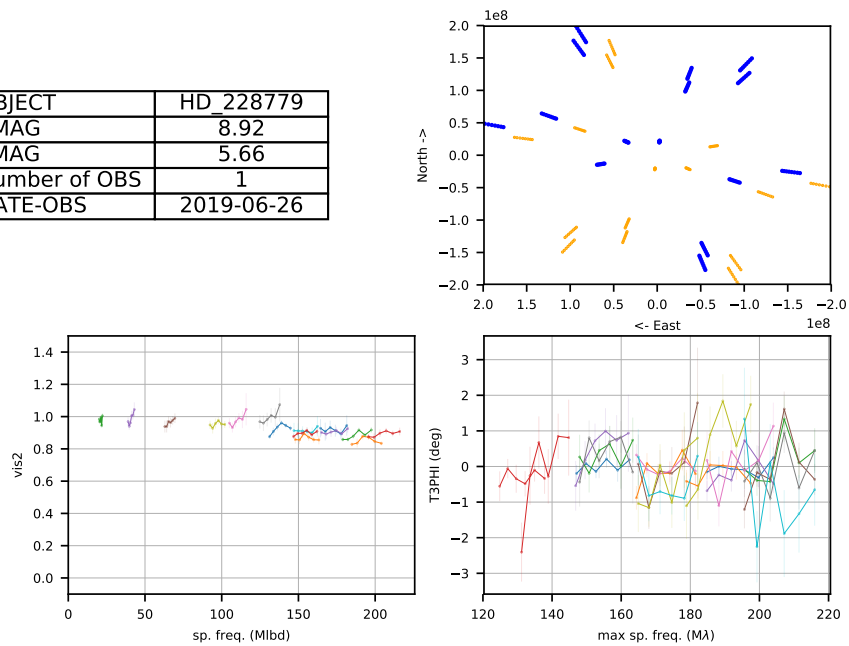 BJECT HD_228779
MAG 8.92
MAG 5.66
umber of OBS 1
ATE-OBS 2019-06-26
1e8
2.0
1.5
1.0
0.5
0.0
−0.5
−1.0
−1.5
−2.0
North ->
2.0 1.5 1.0 0.5 0.0 −0.5 −1.0 −1.5 −2.0
<- East
1e8
1.4
1.2
1.0
0.8
0.6
0.4
0.2
0.0
vis2
0 50 100 150 200
sp. freq. (Mlbd)
3
2
1
0
−1
−2
−3
T3PHI (deg)
120 140 160 180 200 220
max sp. freq. (Mλ)